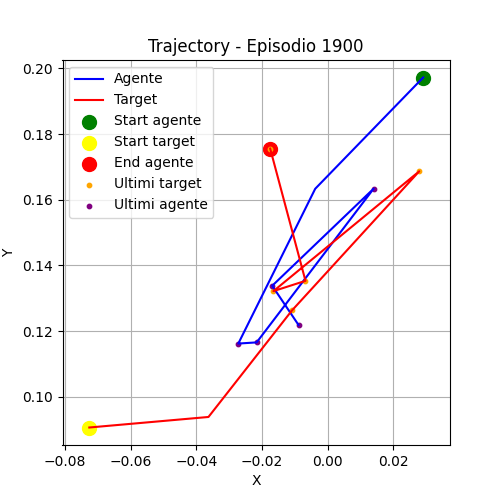 Trajectory - Episodio 1900
Agente
Target
Start agente
Start target
End agente
Ultimi target
Ultimi agente
0.20
0.18
0.16
0.14
0.12
0.10
Y
−0.08
−0.06
−0.04
−0.02
0.00
0.02
X